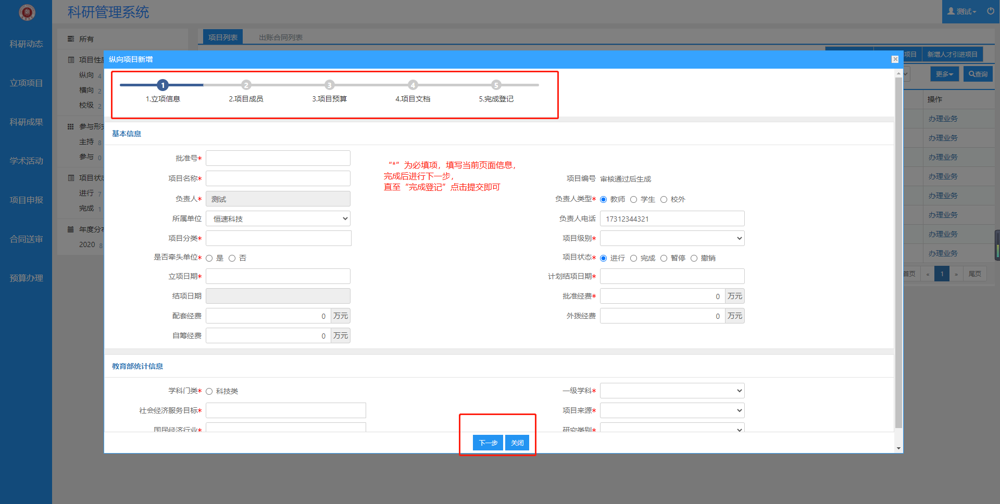 科研管理系统
测试
科研动态
立项项目
科研成果
学术活动
项目申报
合同送审
预算办理
所有
项目性质
纵向 4
横向 2
校级 2
参与形式
主持 8
参与 0
项目状态
进行 7
完成 1
年度分布
2020 8
项目列表 出账合同列表
项目 新增人才引进项目
更多 查询
操作
办理业务
办理业务
办理业务
办理业务
办理业务
办理业务
办理业务
办理业务
首页 « 1 » 尾页
纵向项目新增
1 2 3 4 5
1.立项信息 2.项目成员 3.项目预算 4.项目文档 5.完成登记
基本信息
批准号*
“*”为必填项，填写当前页面信息，
完成后进行下一步，
直至“完成登记”点击提交即可
项目名称* 项目编号 审核通过后生成
负责人* 测试 负责人类型* 教师 学生 校外
所属单位 恒速科技 负责人电话 17312344321
项目分类* 项目级别*
是否牵头单位* 是 否 项目状态* 进行 完成 暂停 撤销
立项日期* 计划结项日期*
结项日期 批准经费* 0 万元
配套经费 0 万元 外拨经费 0 万元
自筹经费 0 万元
教育部统计信息
学科门类* 科技类 一级学科*
社会经济服务目标* 项目来源*
国民经济行业* 研究类别*
下一步 关闭